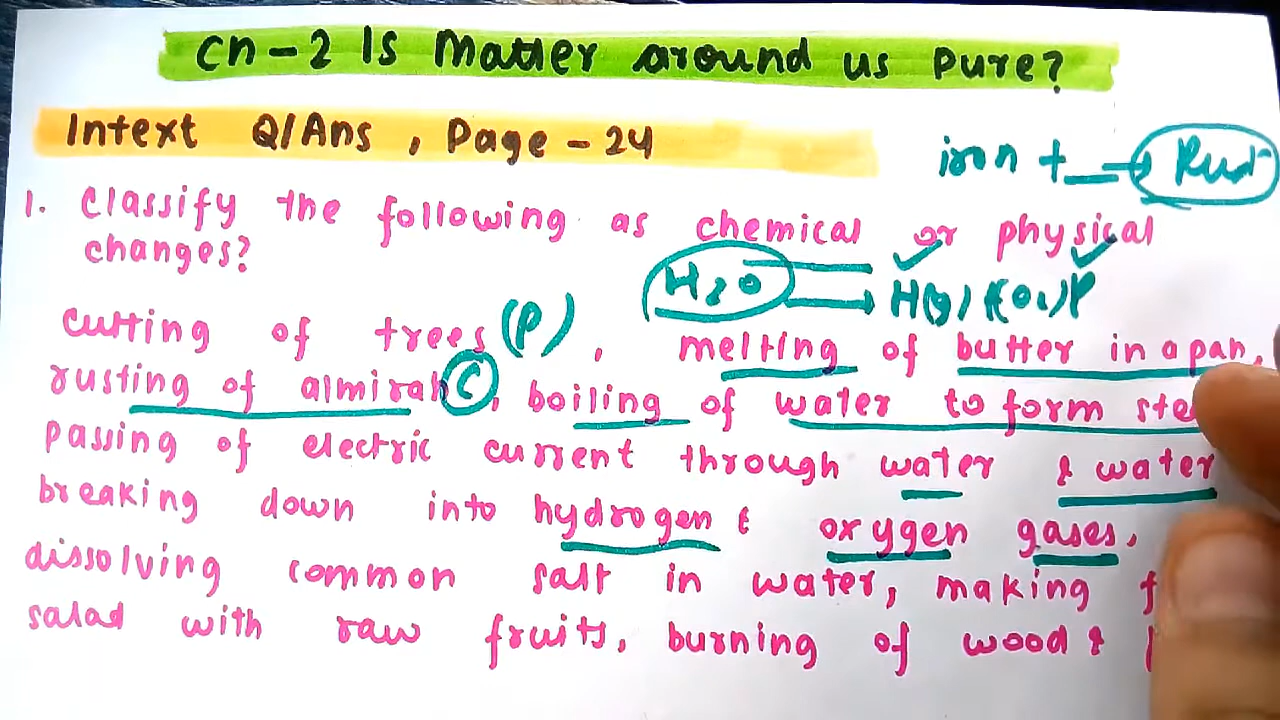 Ch-2 Is Matter around us pure?
Intext Q/Ans, Page-24
iron + __ → Rust
1. Classify the following as chemical or physical
changes?
H₂O → H(g)
cutting of trees (P), melting of butter in a pan,
rusting of almirah (C), boiling of water to form
passing of electric current through water & water
breaking down into hydrogen & oxygen gases,
dissolving common salt in water, making
salad with raw fruits, burning of wood &